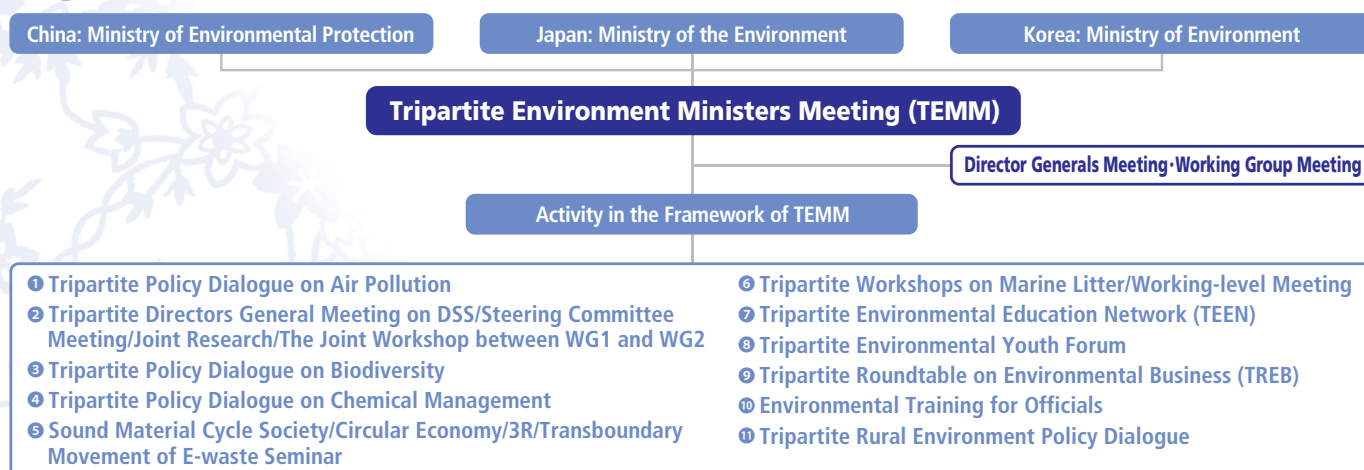 China: Ministry of Environmental Protection
Japan: Ministry of the Environment
Korea: Ministry of Environment
Tripartite Environment Ministers Meeting (TEMM)
Director Generals Meeting·Working Group Meeting
Activity in the Framework of TEMM
❶ Tripartite Policy Dialogue on Air Pollution
❷ Tripartite Directors General Meeting on DSS/Steering Committee
Meeting/Joint Research/The Joint Workshop between WG1 and WG2
❸ Tripartite Policy Dialogue on Biodiversity
❹ Tripartite Policy Dialogue on Chemical Management
❺ Sound Material Cycle Society/Circular Economy/3R/Transboundary
Movement of E-waste Seminar
❻ Tripartite Workshops on Marine Litter/Working-level Meeting
❼ Tripartite Environmental Education Network (TEEN)
❽ Tripartite Environmental Youth Forum
❾ Tripartite Roundtable on Environmental Business (TREB)
❿ Environmental Training for Officials
⓫ Tripartite Rural Environment Policy Dialogue